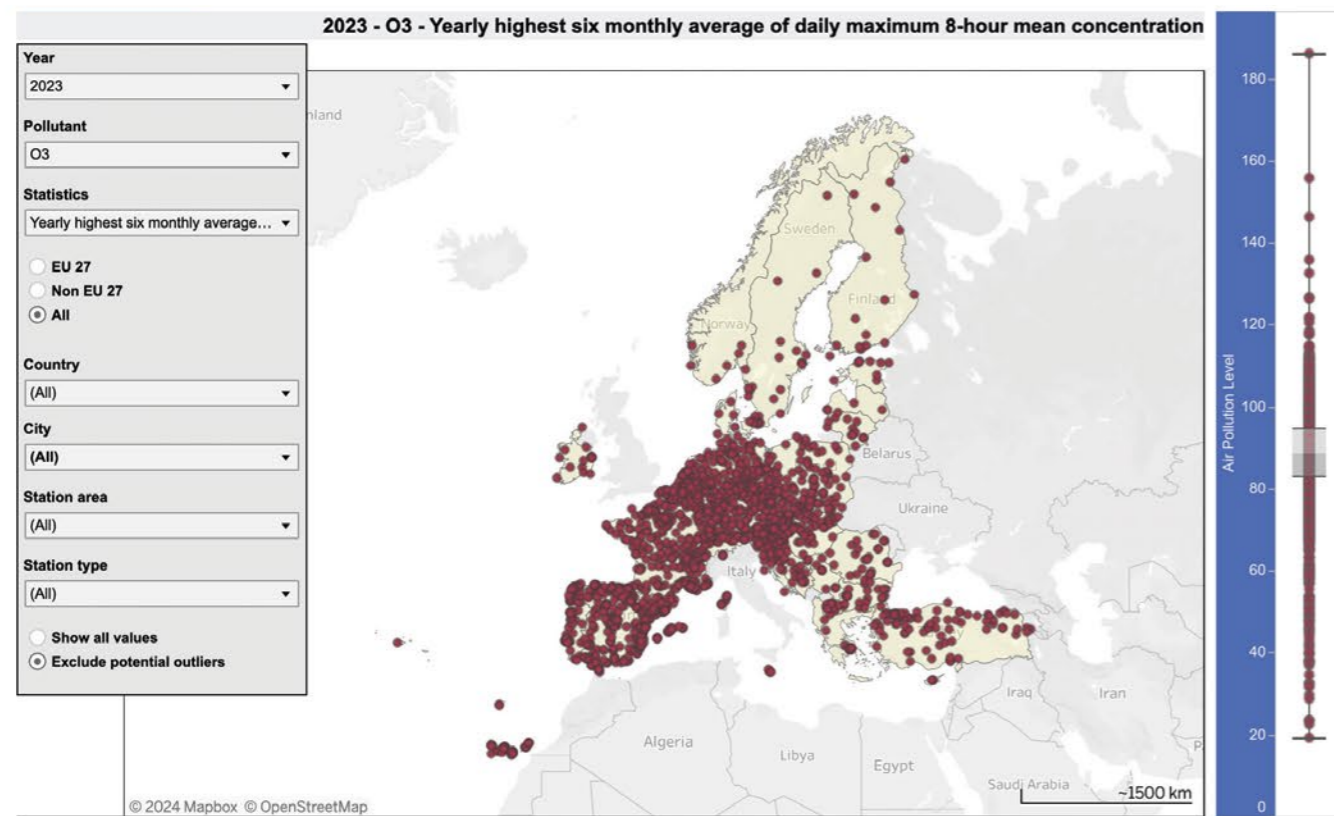 2023 - O3 - Yearly highest six monthly average of daily maximum 8-hour mean concentration
Year
2023
Pollutant
O3
Statistics
Yearly highest six monthly average...
EU 27
Non EU 27
All
Country
(All)
City
(All)
Station area
(All)
Station type
(All)
Show all values
Exclude potential outliers
nland
Sweden
Finland
Norway
Belarus
Ukraine
Italy
Iraq
Iran
Algeria
Libya
Egypt
Saudi Arabia
P
~1500 km
© 2024 Mapbox © OpenStreetMap
Air Pollution Level
180
160
140
120
100
80
60
40
20
0